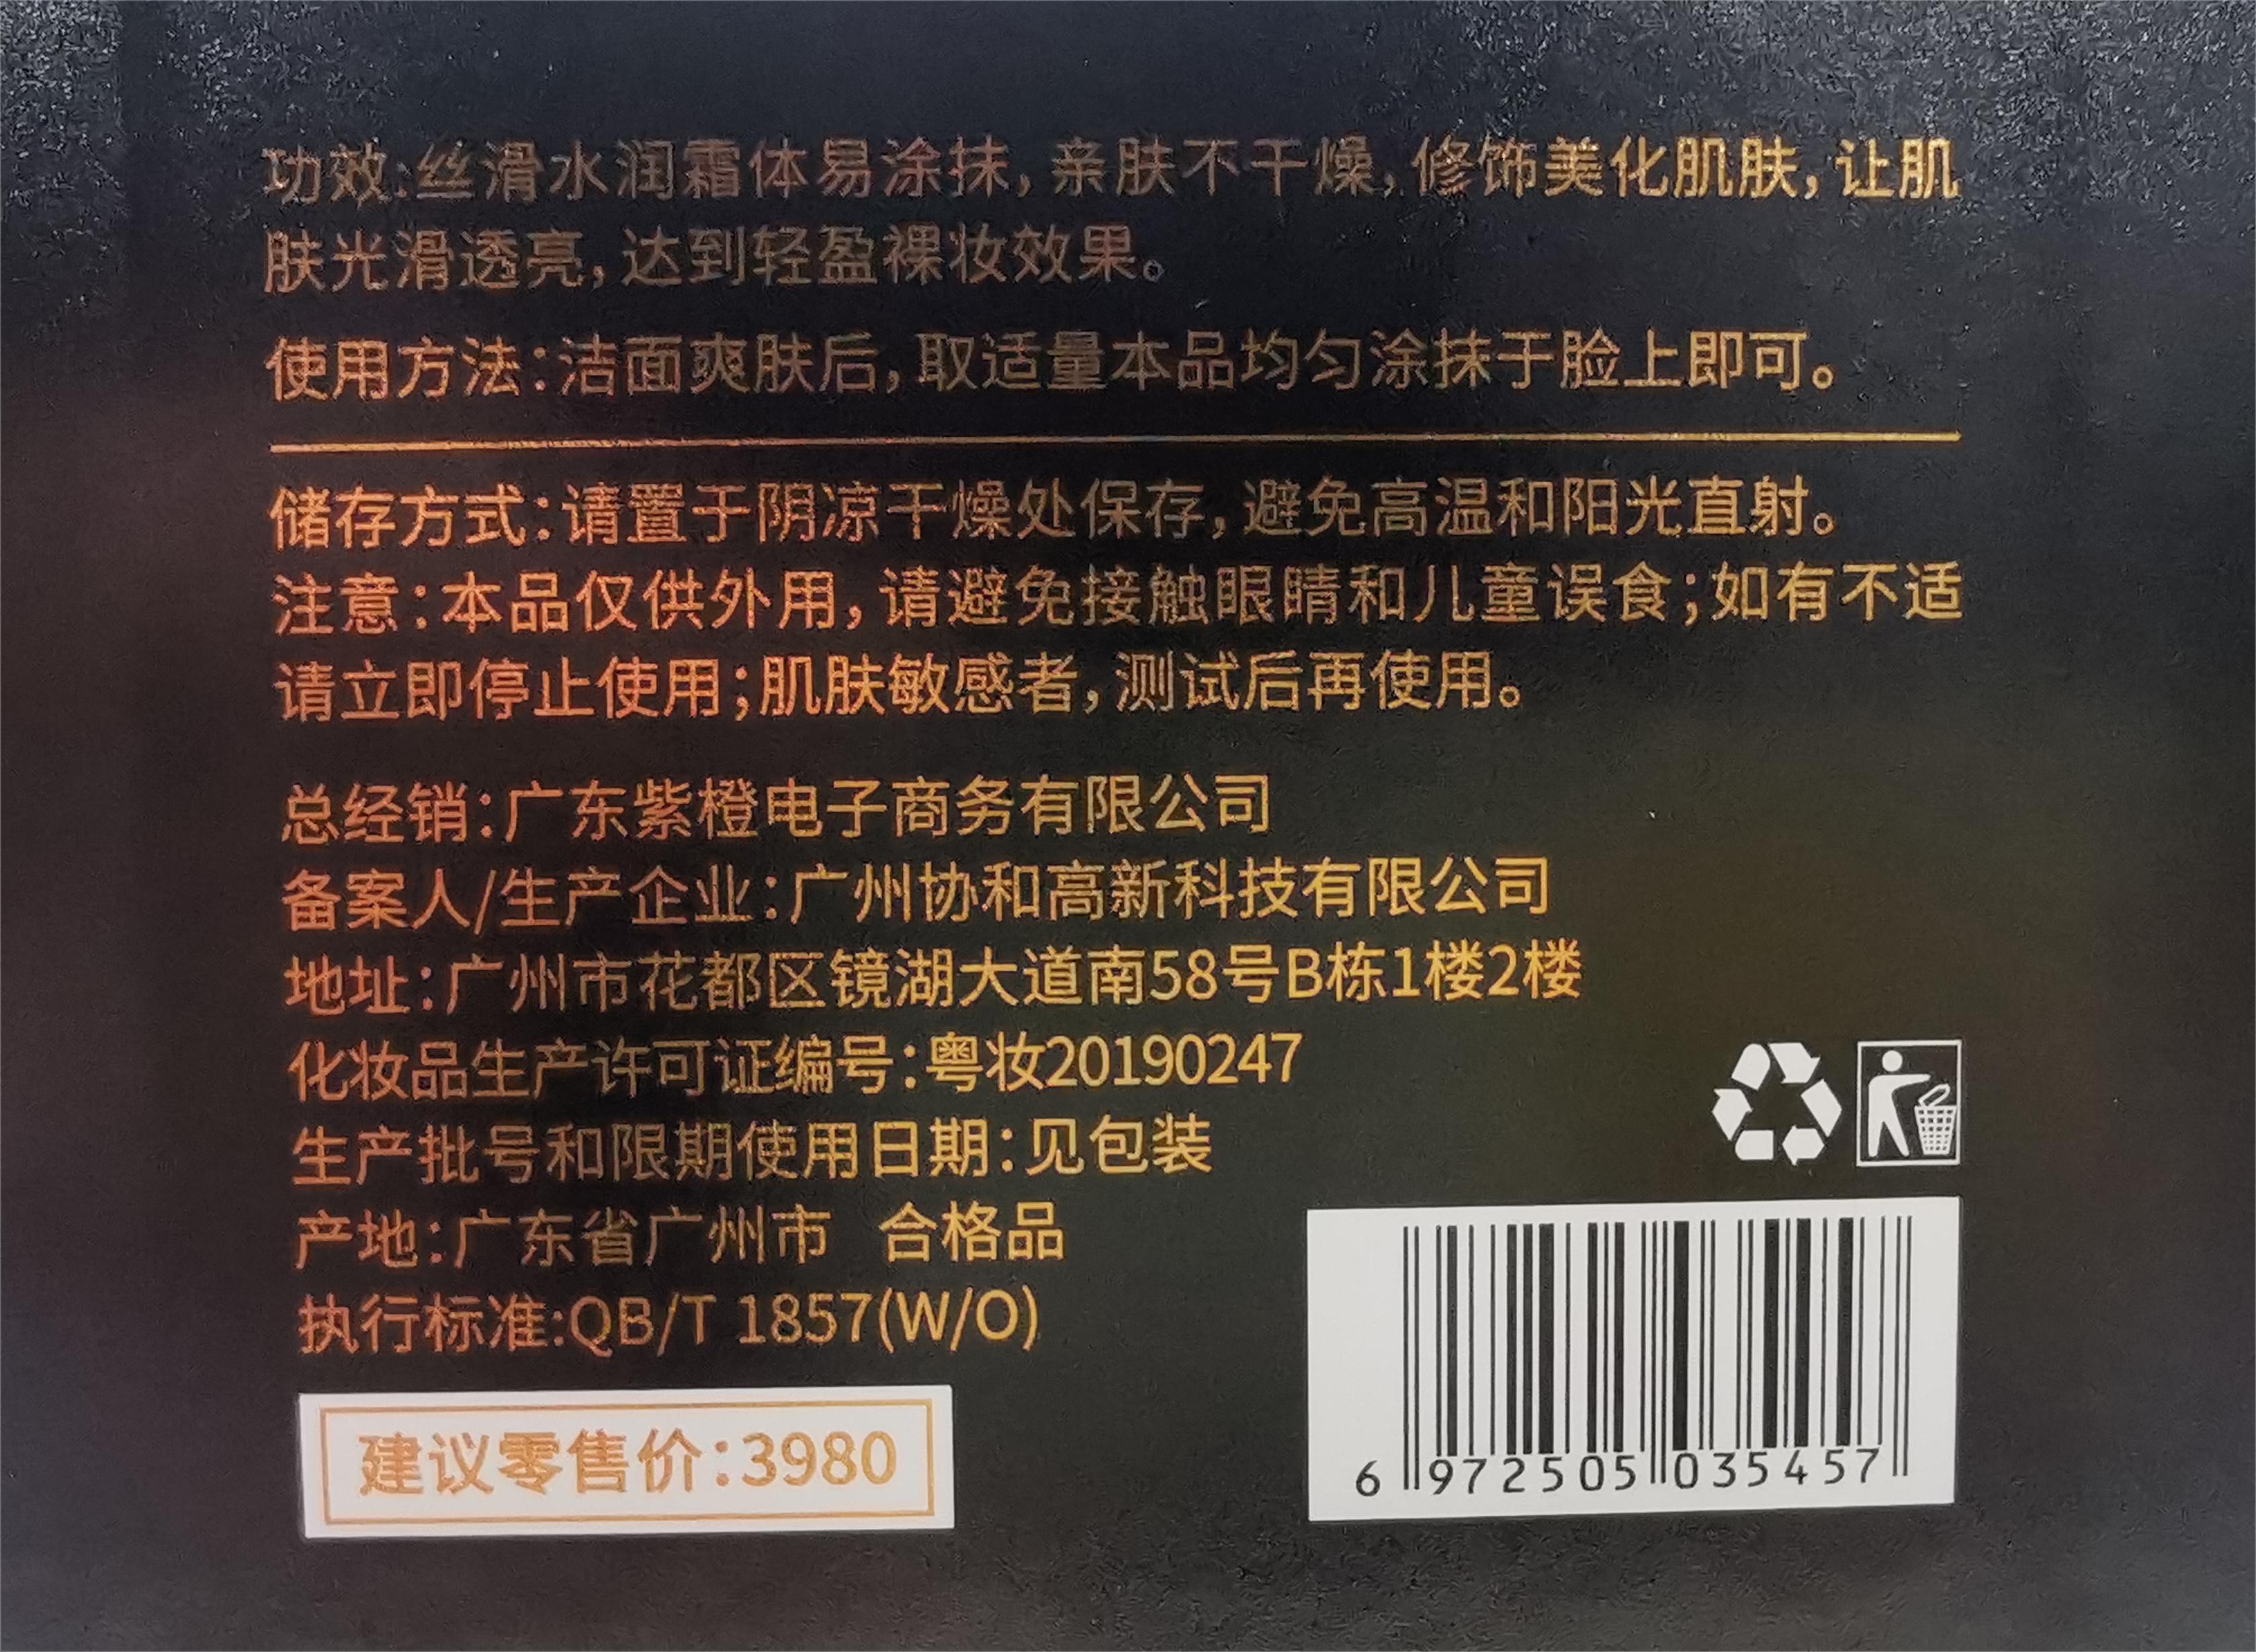 功效:丝滑水润霜体易涂抹,亲肤不干燥,修饰美化肌肤,让肌
肤光滑透亮,达到轻盈裸妆效果。
使用方法:洁面爽肤后,取适量本品均匀涂抹于脸上即可。
储存方式:请置于阴凉干燥处保存,避免高温和阳光直射。
注意:本品仅供外用,请避免接触眼睛和儿童误食;如有不适
请立即停止使用;肌肤敏感者,测试后再使用。
总经销:广东紫橙电子商务有限公司
备案人/生产企业:广州协和高新科技有限公司
地址:广州市花都区镜湖大道南58号B栋1楼2楼
化妆品生产许可证编号:粤妆20190247
生产批号和限期使用日期:见包装
产地:广东省广州市 合格品
执行标准:QB/T 1857(W/O)
建议零售价:3980
6 972505 035457